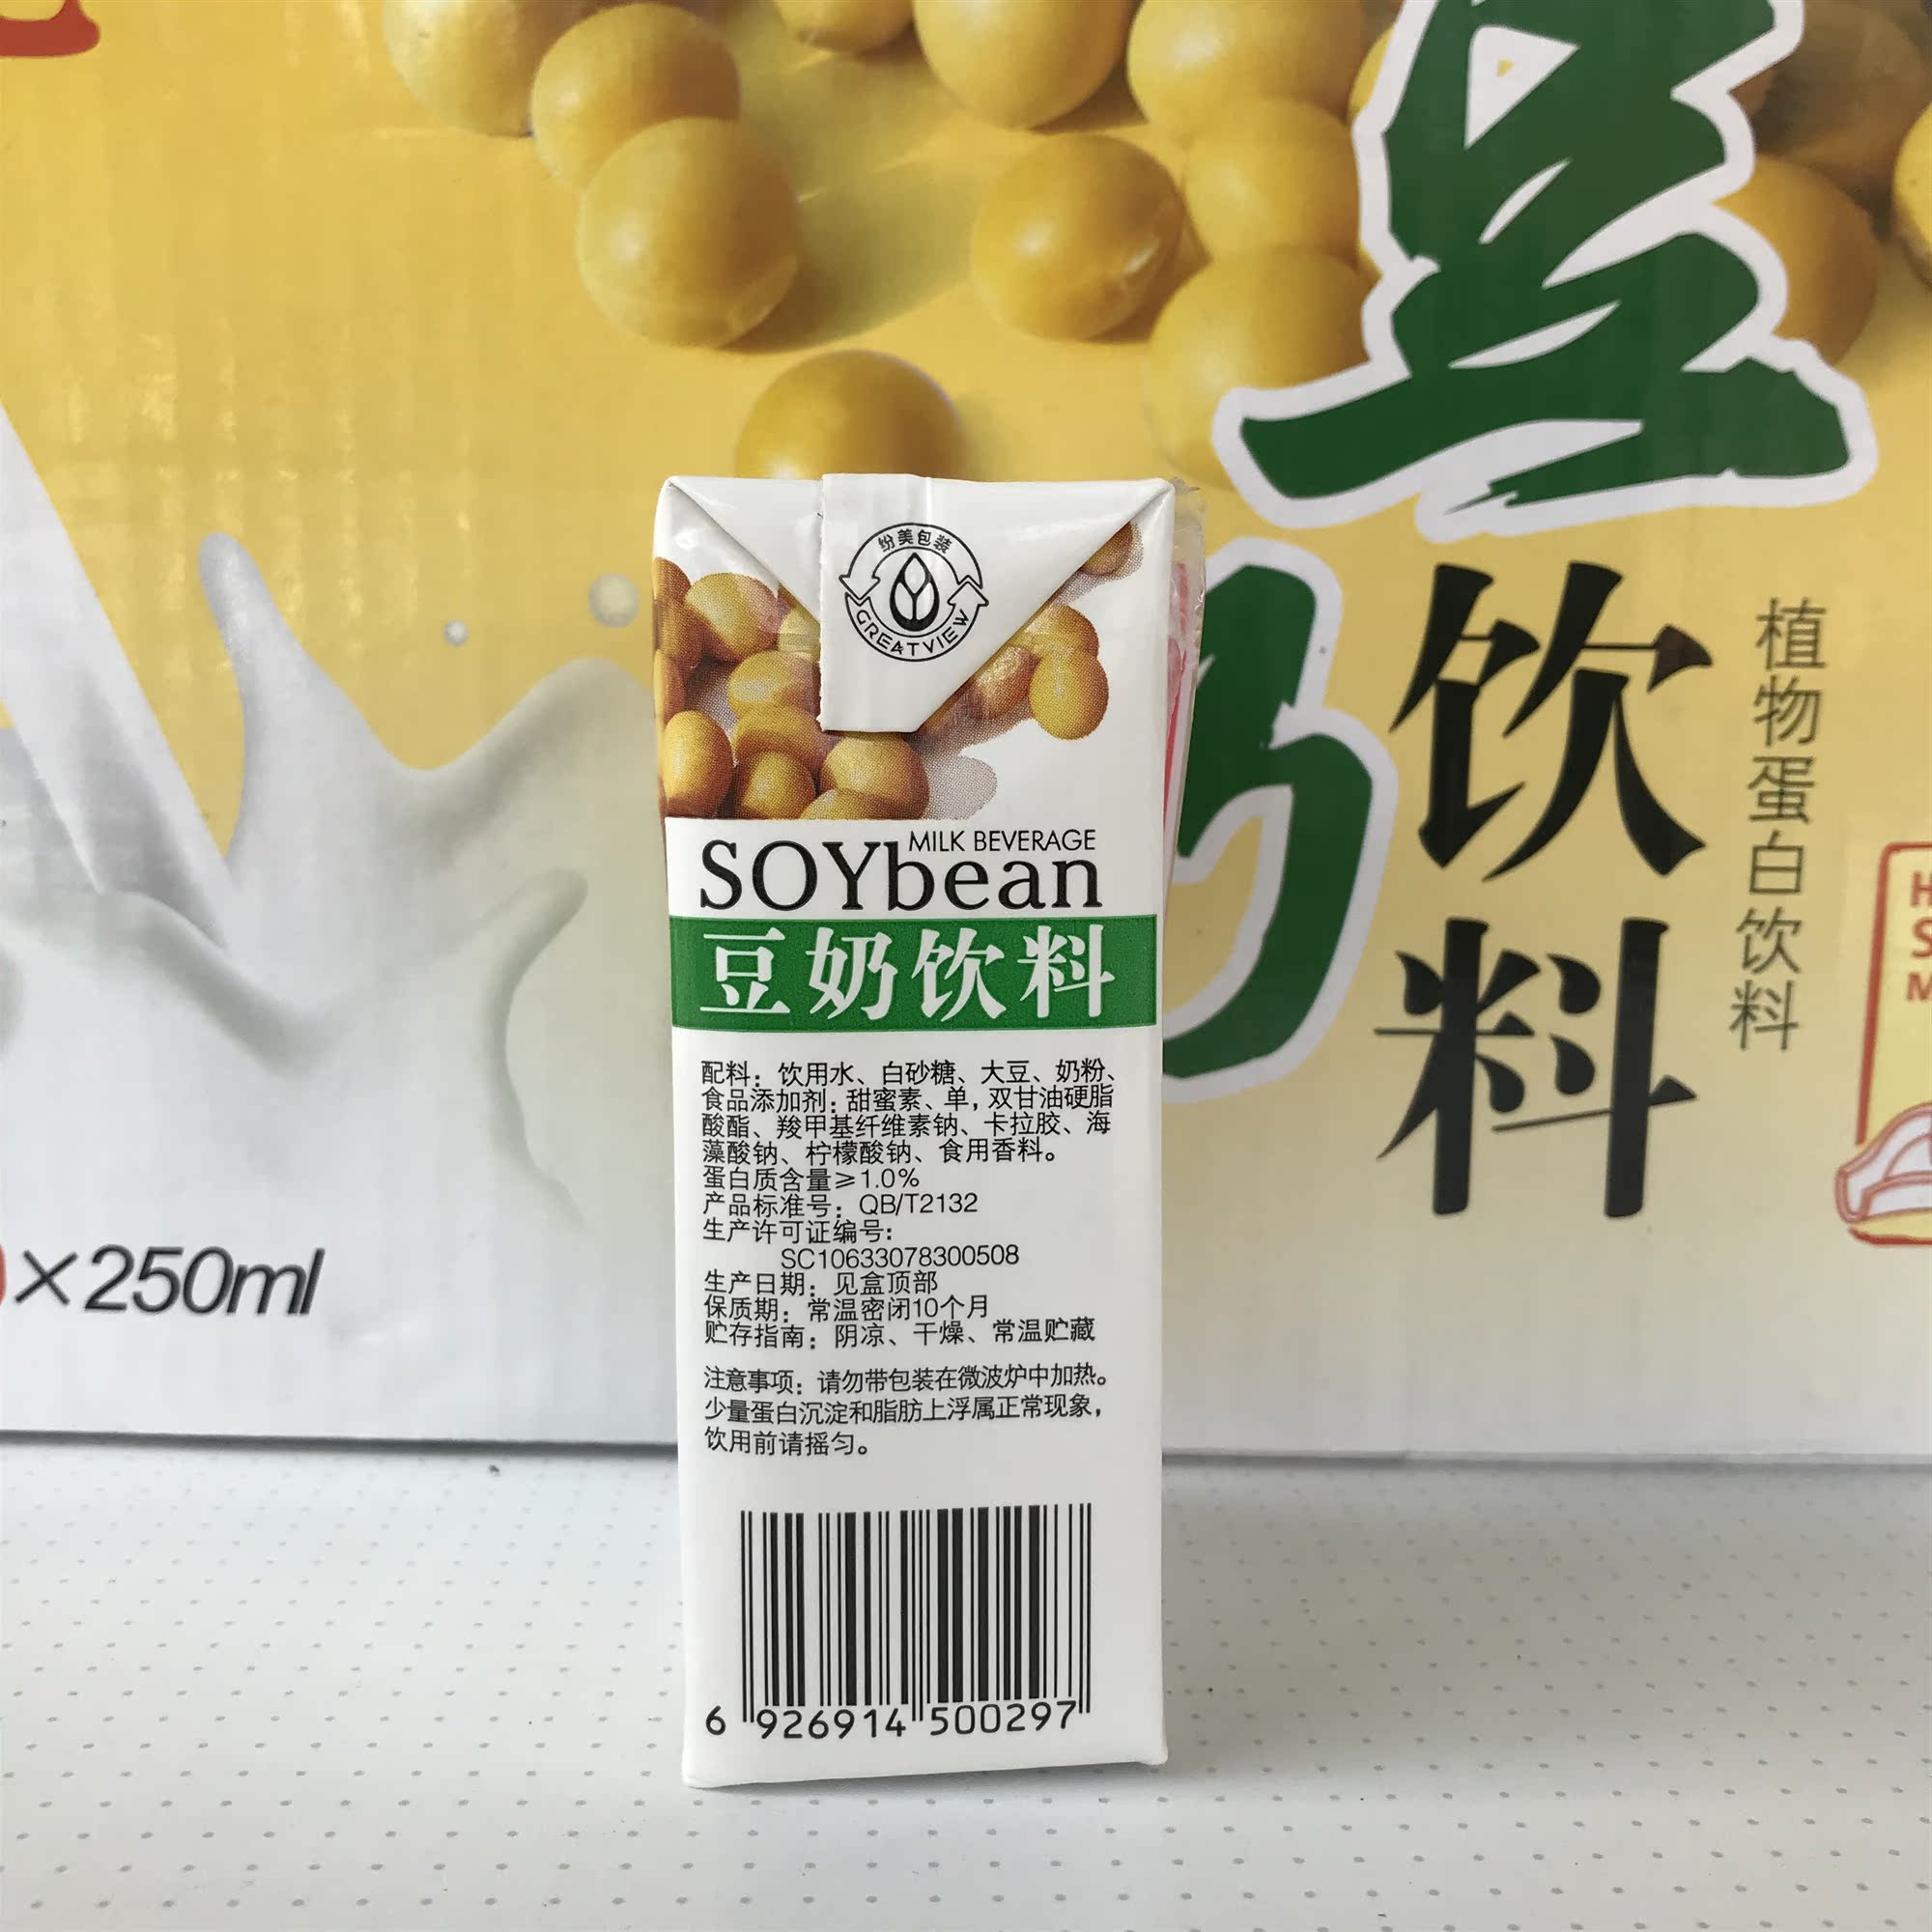 纷美包装
GREATVIEW
MILK BEVERAGE
SOYbean
豆奶饮料
配料：饮用水、白砂糖、大豆、奶粉、
食品添加剂：甜蜜素、单，双甘油硬脂
酸酯、羧甲基纤维素钠、卡拉胶、海
藻酸钠、柠檬酸钠、食用香料。
蛋白质含量≥1.0%
产品标准号：QB/T2132
生产许可证编号：
SC10633078300508
生产日期：见盒顶部
保质期：常温密闭10个月
贮存指南：阴凉、干燥、常温贮藏
注意事项：请勿带包装在微波炉中加热。
少量蛋白沉淀和脂肪上浮属正常现象，
饮用前请摇匀。
6 926914 500297
豆奶饮料
植物蛋白饮料
×250ml
H
S
M